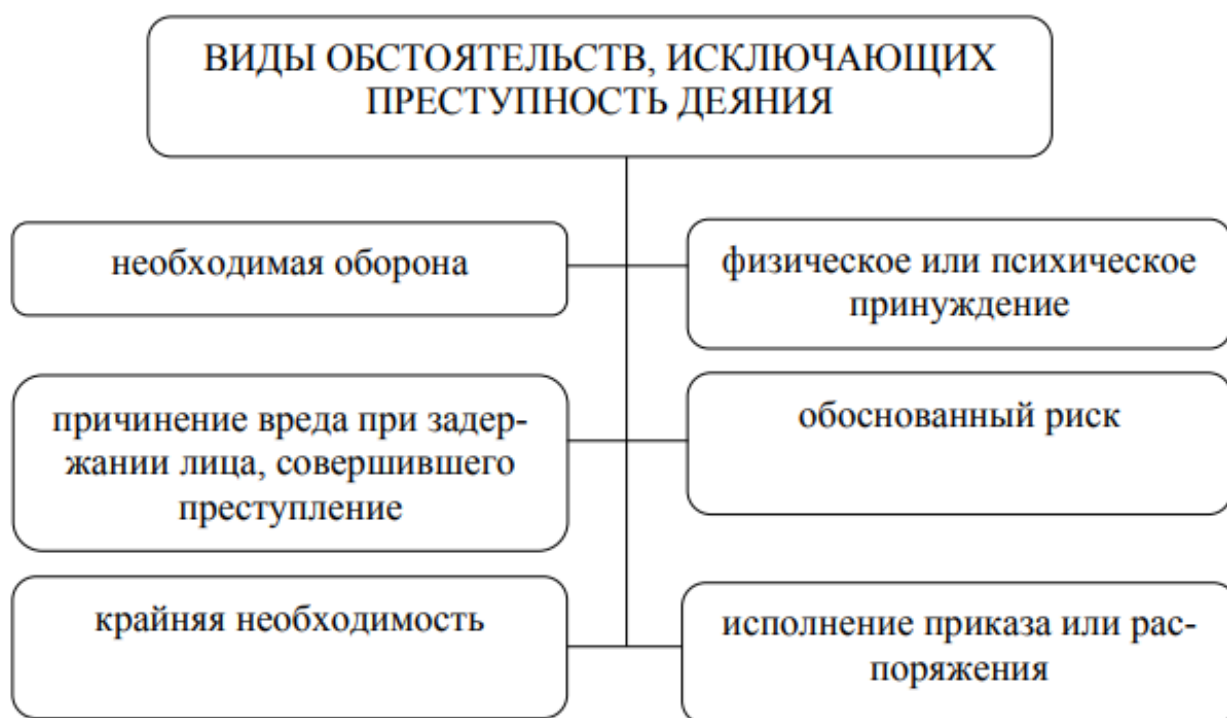 ВИДЫ ОБСТОЯТЕЛЬСТВ, ИСКЛЮЧАЮЩИХ
ПРЕСТУПНОСТЬ ДЕЯНИЯ
необходимая оборона
физическое или психическое
принуждение
причинение вреда при задер-
жании лица, совершившего
преступление
обоснованный риск
крайняя необходимость
исполнение приказа или рас-
поряжения